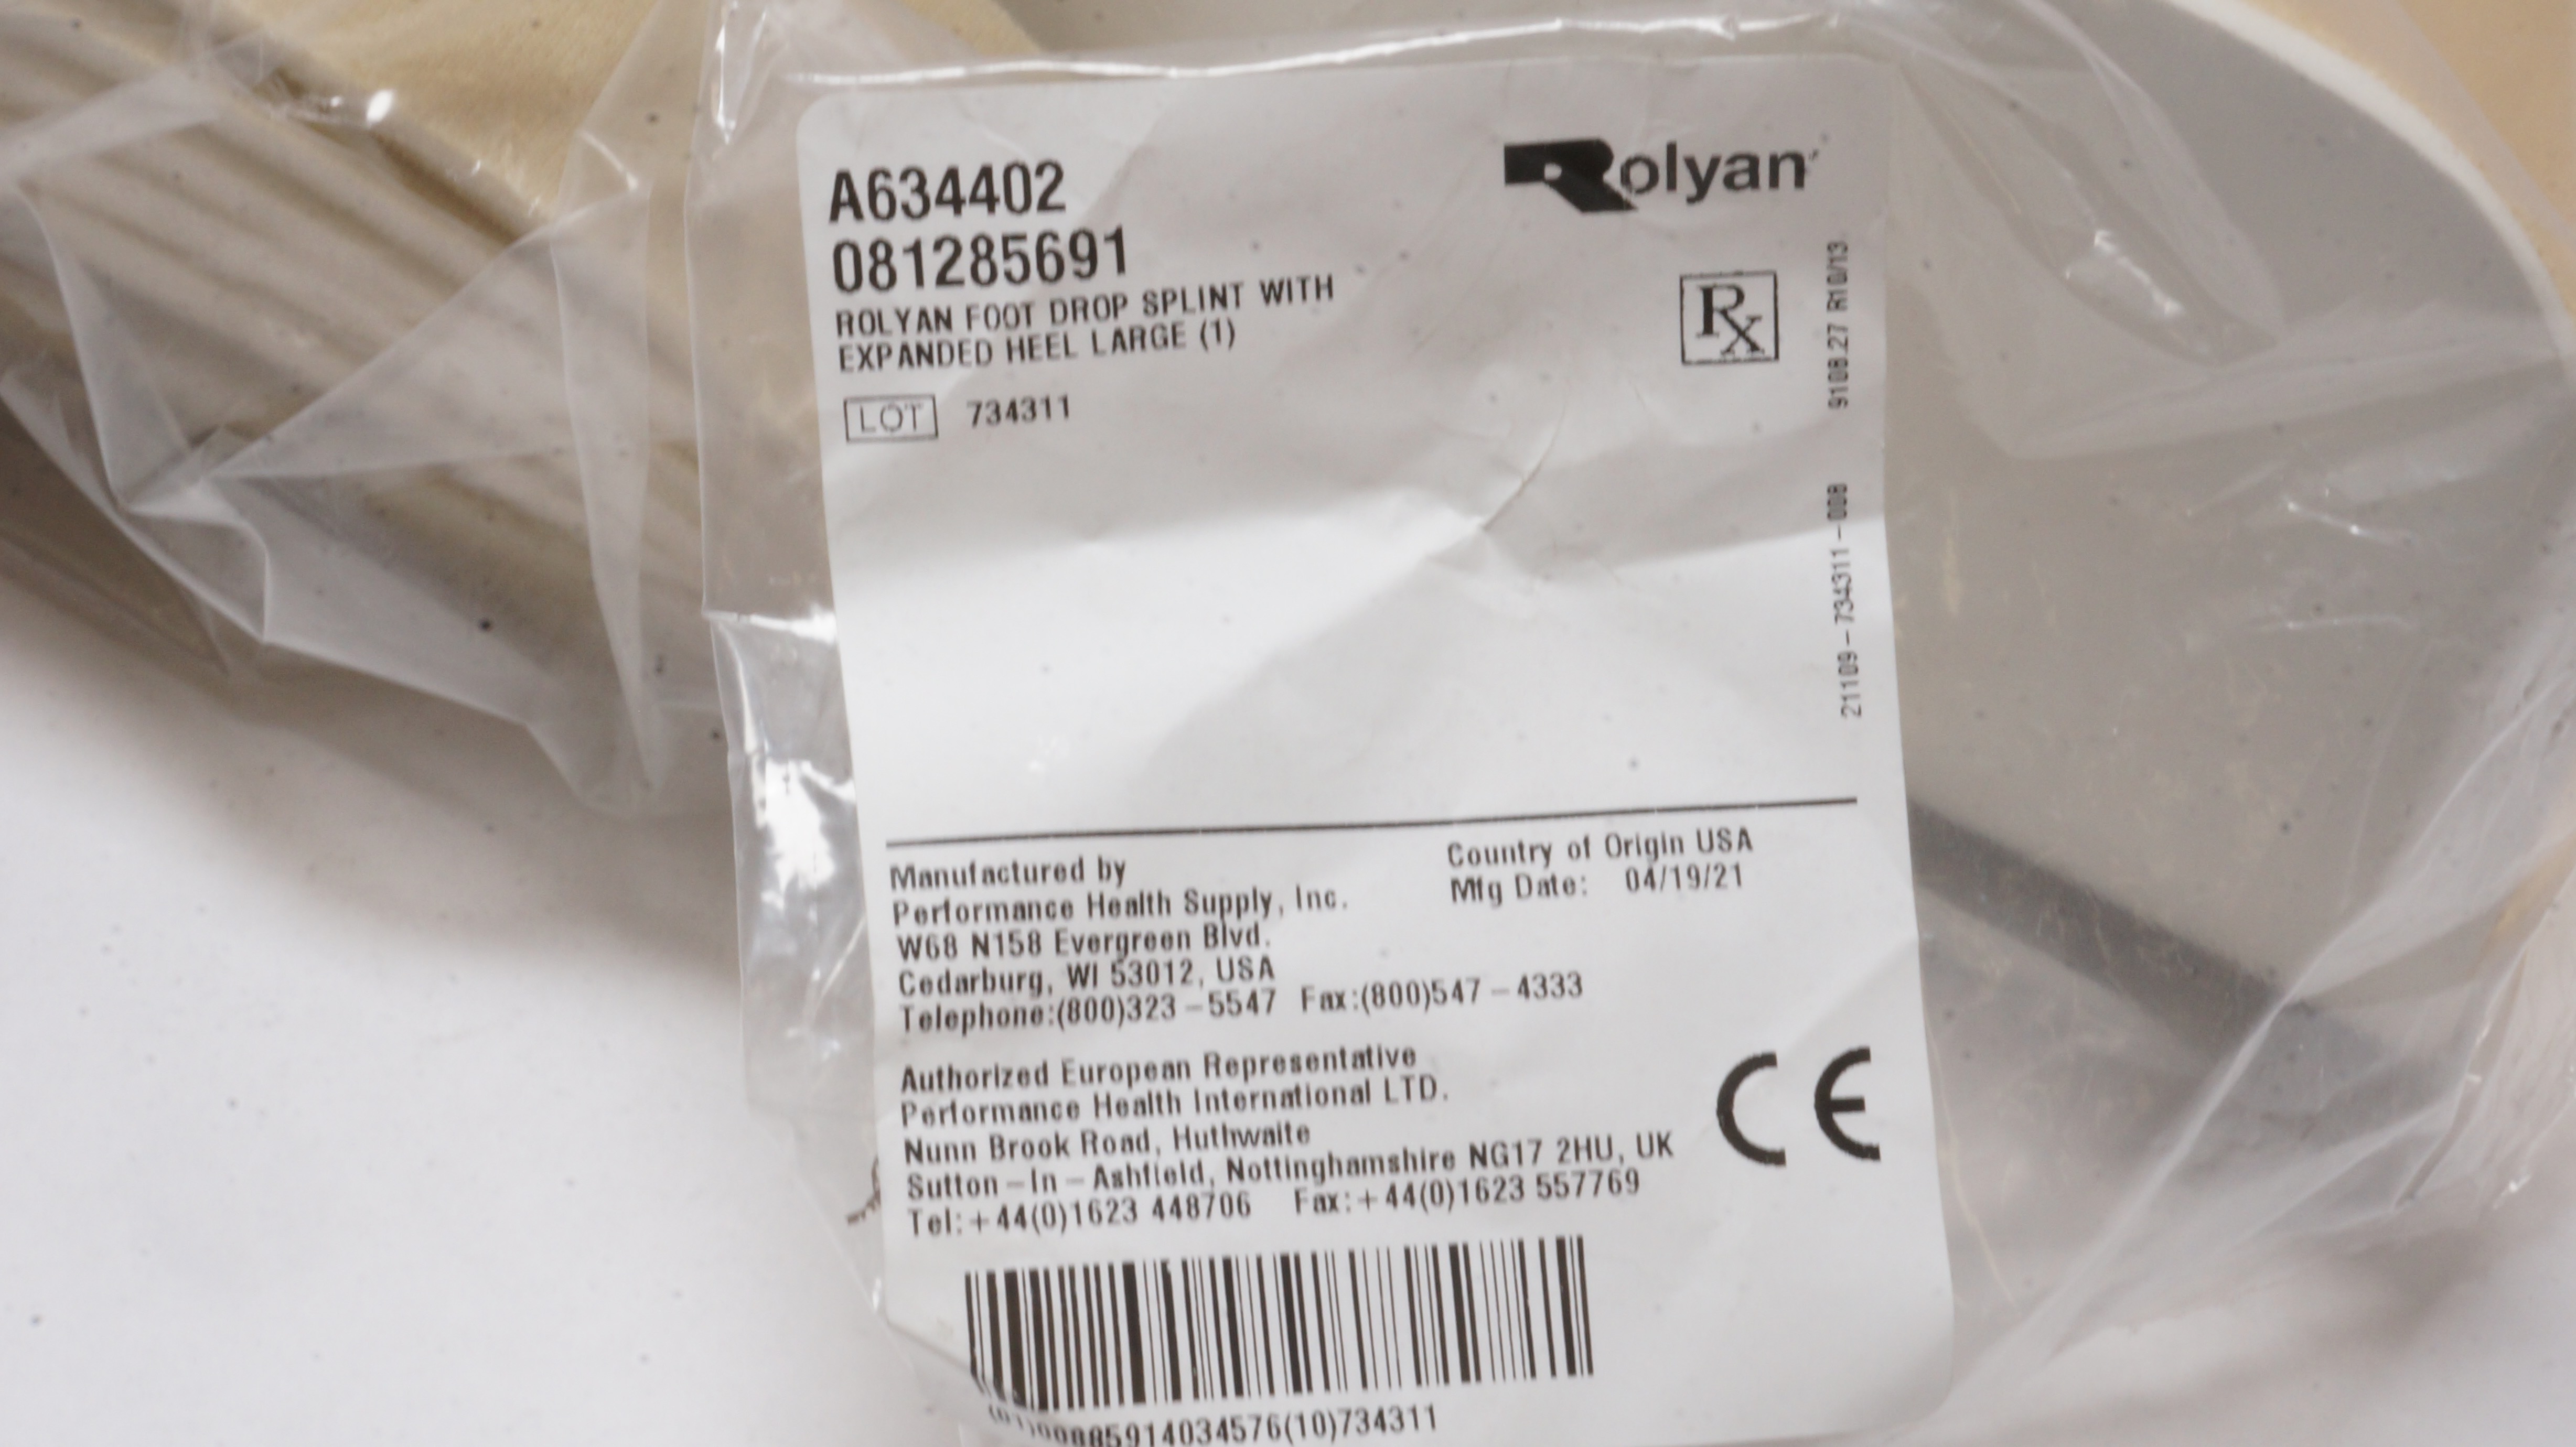 A634402
081285691
ROLYAN FOOT DROP SPLINT WITH
EXPANDED HEEL LARGE (1)
LOT 734311
Rolyan
Rx
9108.27 R10/13
211109-734311-008
Manufactured by
Performance Health Supply, Inc.
W68 N158 Evergreen Blvd.
Cedarburg, WI 53012, USA
Telephone:(800)323-5547 Fax:(800)547-4333
Country of Origin USA
Mfg Date: 04/19/21
Authorized European Representative
Performance Health International LTD.
Nunn Brook Road, Huthwaite
Sutton-In-Ashfield, Nottinghamshire NG17 2HU, UK
Tel:+44(0)1623 448706 Fax:+44(0)1623 557769
CE
(01)00885914034576(10)734311